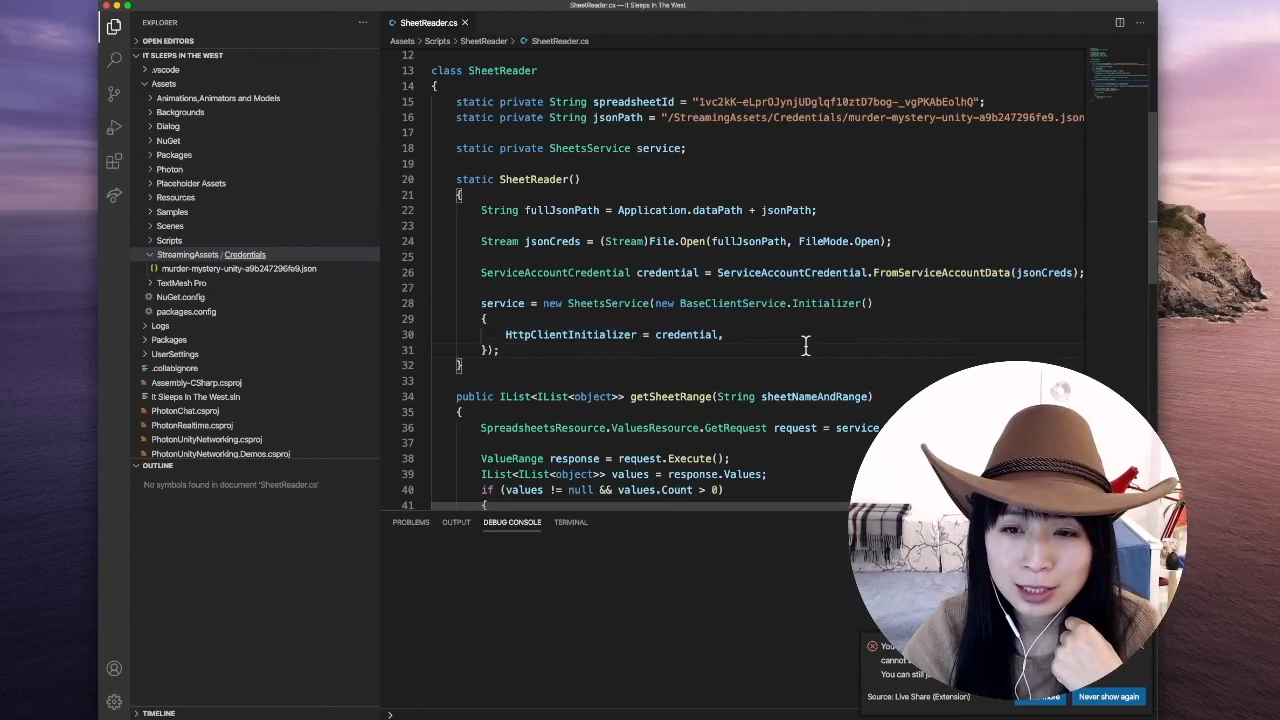 SheetReader.cs — It Sleeps In The West
EXPLORER
OPEN EDITORS
IT SLEEPS IN THE WEST
.vscode
Assets
Animations,Animators and Models
Backgrounds
Dialog
NuGet
Packages
Photon
Placeholder Assets
Resources
Samples
Scenes
Scripts
StreamingAssets / Credentials
{} murder-mystery-unity-a9b247296fe9.json
TextMesh Pro
NuGet.config
packages.config
Logs
Packages
UserSettings
.collabignore
Assembly-CSharp.csproj
It Sleeps In The West.sln
PhotonChat.csproj
PhotonRealtime.csproj
PhotonUnityNetworking.csproj
PhotonUnityNetworking.Demos.csproj
OUTLINE
No symbols found in document 'SheetReader.cs'
TIMELINE
SheetReader.cs
Assets > Scripts > SheetReader > SheetReader.cs
12
13 class SheetReader
14 {
15 static private String spreadsheetId = "1vc2kK-eLprOJynjUDglqf10ztD7bog-_vgPKAbEolhQ";
16 static private String jsonPath = "/StreamingAssets/Credentials/murder-mystery-unity-a9b247296fe9.json
17
18 static private SheetsService service;
19
20 static SheetReader()
21 {
22 String fullJsonPath = Application.dataPath + jsonPath;
23
24 Stream jsonCreds = (Stream)File.Open(fullJsonPath, FileMode.Open);
25
26 ServiceAccountCredential credential = ServiceAccountCredential.FromServiceAccountData(jsonCreds);
27
28 service = new SheetsService(new BaseClientService.Initializer()
29 {
30 HttpClientInitializer = credential,
31 });
32 }
33
34 public IList<IList<object>> getSheetRange(String sheetNameAndRange)
35 {
36 SpreadsheetsResource.ValuesResource.GetRequest request = service
37
38 ValueRange response = request.Execute();
39 IList<IList<object>> values = response.Values;
40 if (values != null && values.Count > 0)
41 {
PROBLEMS OUTPUT DEBUG CONSOLE TERMINAL
You can still
Source: Live Share (Extension)
Never show again